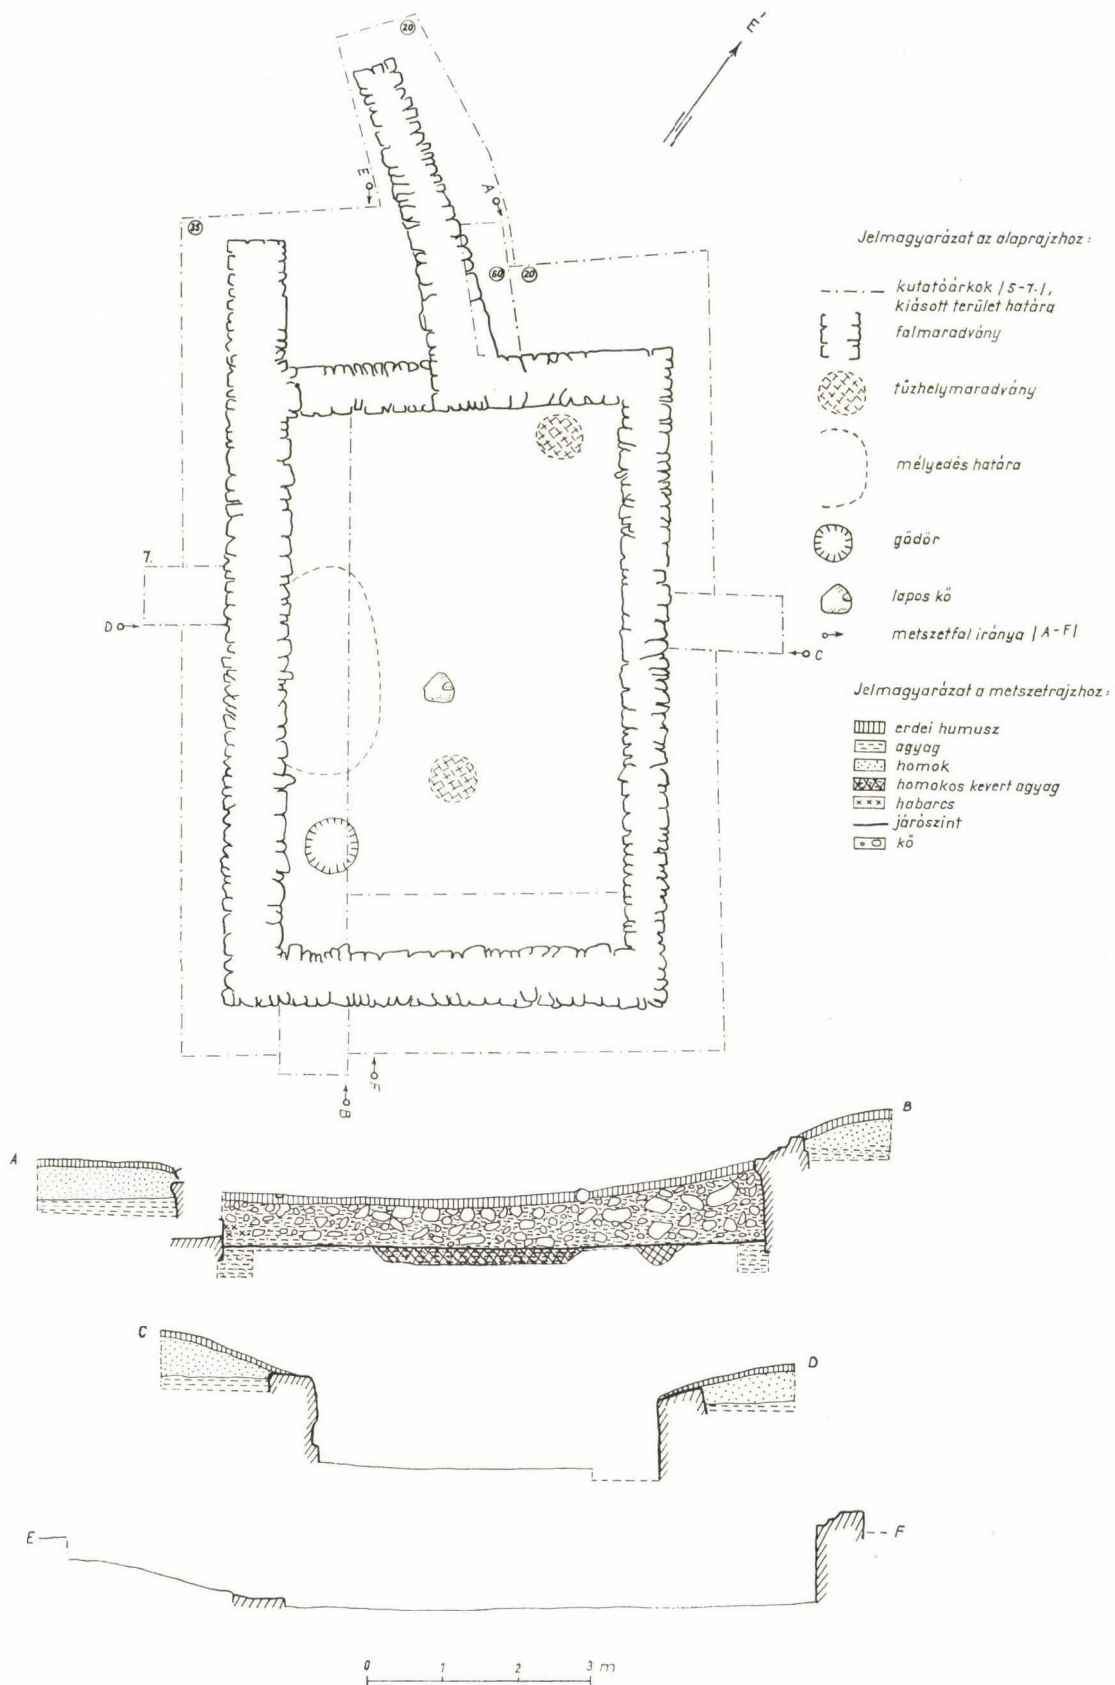 20
É
E
A
25
60
20
Jelmagyarázat az alaprajzhoz:
kutatóárkok /5-7./,
kiásott terület határa
falmaradvány
tűzhelymaradvány
mélyedés határa
gödör
lapos kő
metszetfal iránya /A-F/
7.
D
C
Jelmagyarázat a metszetrajzhoz:
erdei humusz
agyag
homok
homokos kevert agyag
habarcs
járószint
kő
F
B
A
B
C
D
E
F
0 1 2 3 m